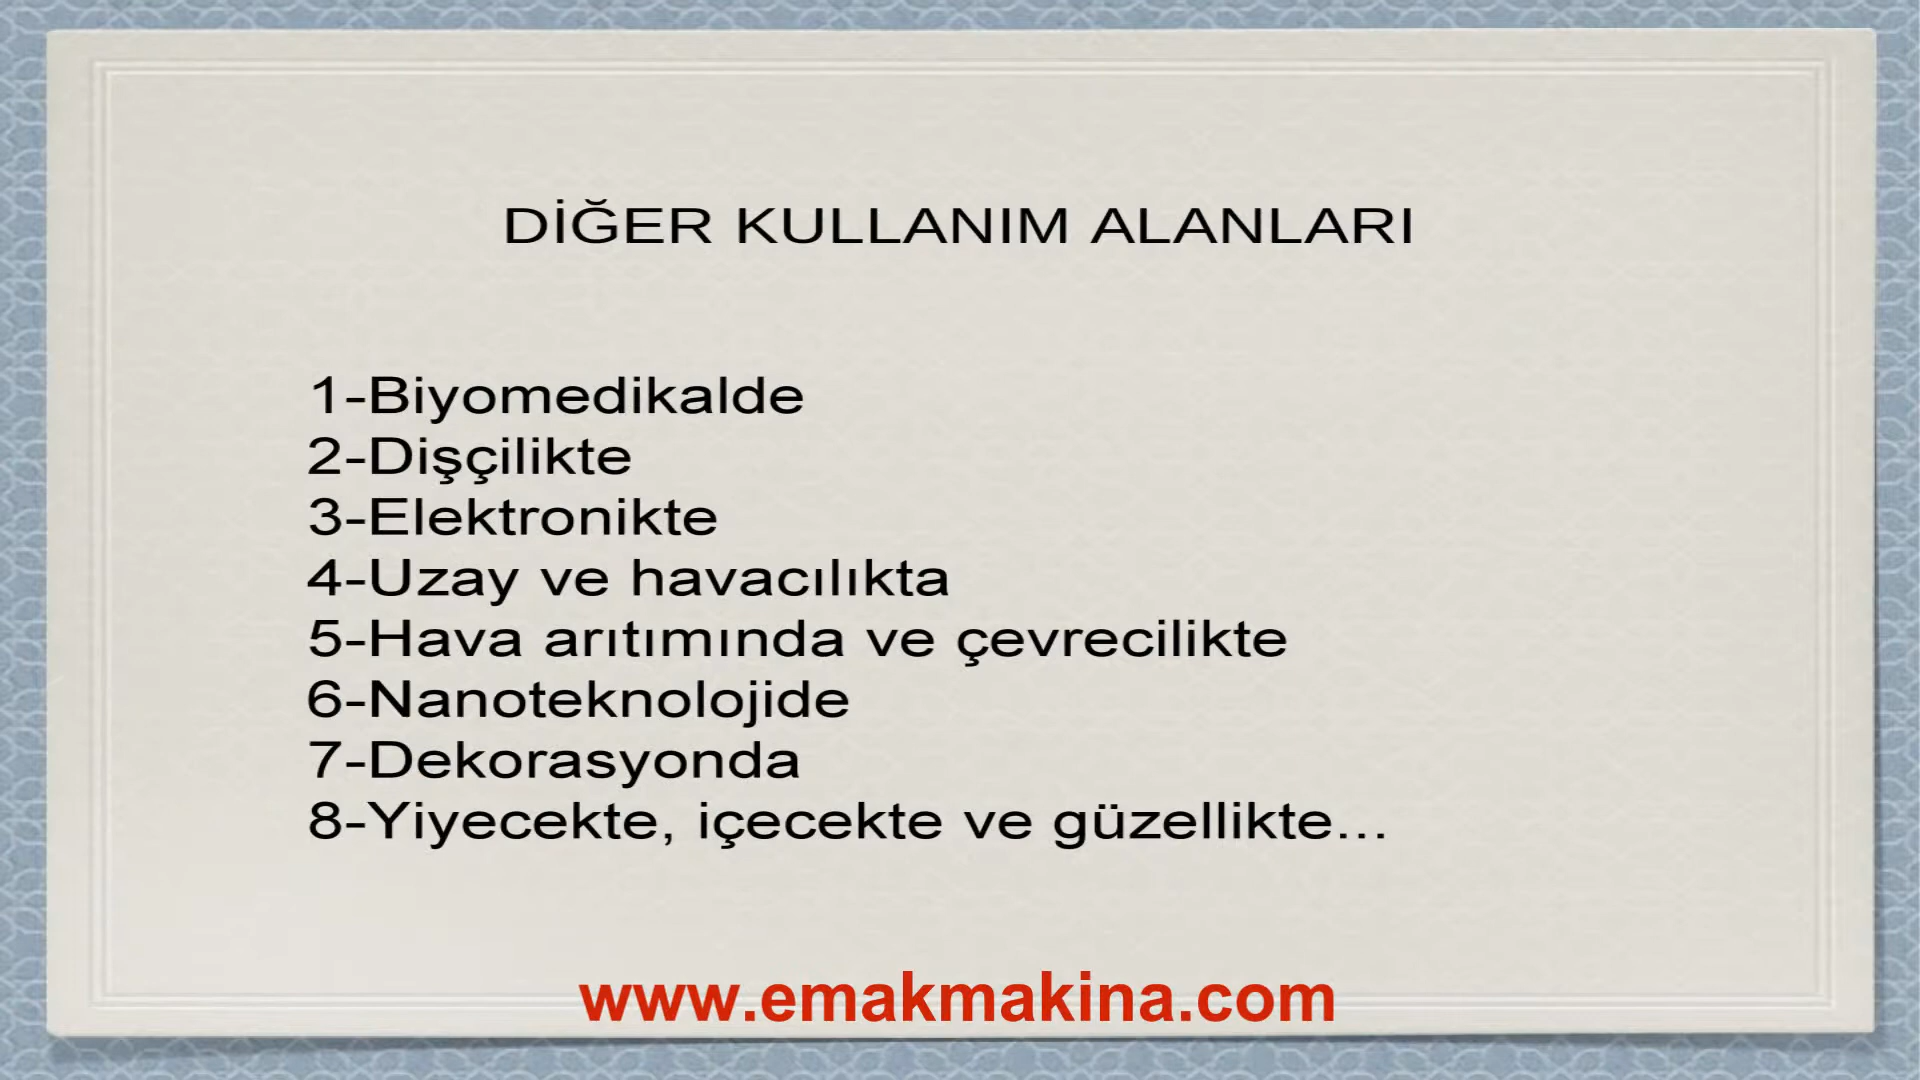 DİĞER KULLANIM ALANLARI
1-Biyomedikalde
2-Dişçilikte
3-Elektronikte
4-Uzay ve havacılıkta
5-Hava arıtımında ve çevrecilikte
6-Nanoteknolojide
7-Dekorasyonda
8-Yiyecekte, içecekte ve güzellikte...
www.emakmakina.com